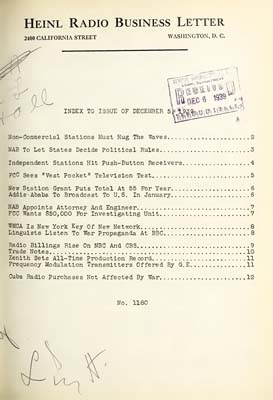 HEINL RADIO BUSINESS LETTER
2400 CALIFORNIA STREET WASHINGTON, D. C.
RECEIVED
DEC 6 1939
INDEX TO ISSUE OF DECEMBER
Non-Commercial Stations Must Hug The Waves....................2
NAB To Let States Decide Political Rules....................3
Independent Stations Hit Push-Button Receivers....................4
FCC Sees "Vest Pocket" Television Test....................5
New Station Grant Puts Total At 55 For Year....................6
Addis-Ababa To Broadcast To U.S. In January....................6
NAB Appoints Attorney And Engineer....................7
FCC Wants $50,000 For Investigating Unit....................7
WMCA Is New York Key Of New Network....................8
Linguists Listen To War Propaganda At BBC....................8
Radio Billings Rise On NBC And CBS....................9
Trade Notes....................10
Zenith Sets All-Time Production Record....................11
Frequency Modulation Transmitters Offered By G.E....................11
Cuba Radio Purchases Not Affected By War....................12
No. 1180